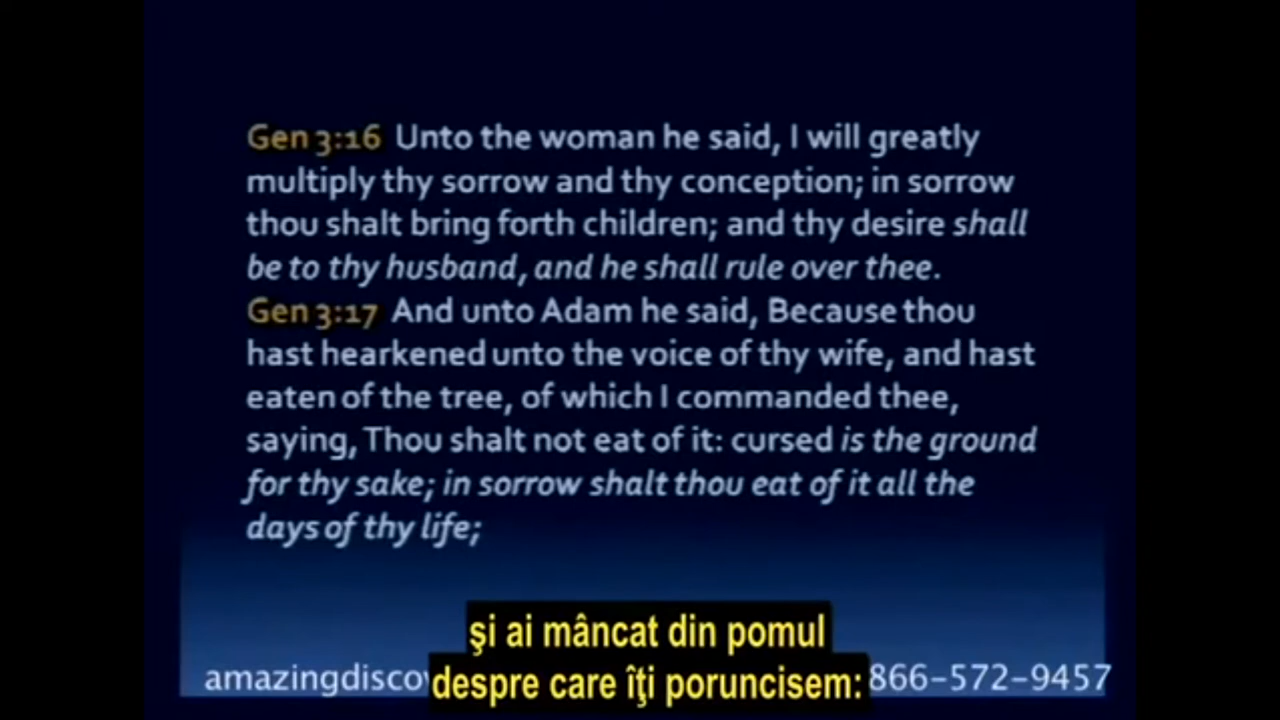 Gen 3:16 Unto the woman he said, I will greatly
multiply thy sorrow and thy conception; in sorrow
thou shalt bring forth children; and thy desire shall
be to thy husband, and he shall rule over thee.
Gen 3:17 And unto Adam he said, Because thou
hast hearkened unto the voice of thy wife, and hast
eaten of the tree, of which I commanded thee,
saying, Thou shalt not eat of it: cursed is the ground
for thy sake; in sorrow shalt thou eat of it all the
days of thy life;
şi ai mâncat din pomul
despre care îţi poruncisem:
amazingdisco 866-572-9457